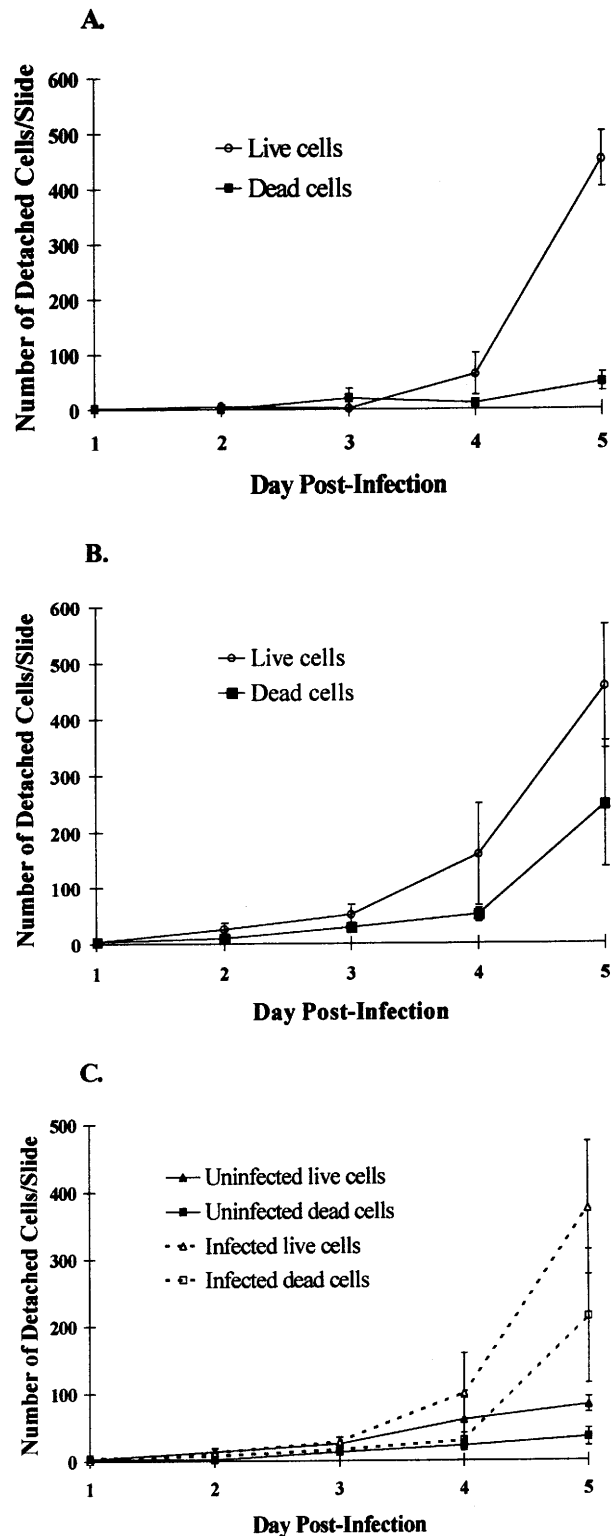 A.
Number of Detached Cells/Slide
600
500
400
300
200
100
0
Live cells
Dead cells
1 2 3 4 5
Day Post-Infection
B.
Number of Detached Cells/Slide
600
500
400
300
200
100
0
Live cells
Dead cells
1 2 3 4 5
Day Post-Infection
C.
Number of Detached Cells/Slide
500
400
300
200
100
0
Uninfected live cells
Uninfected dead cells
Infected live cells
Infected dead cells
1 2 3 4 5
Day Post-Infection